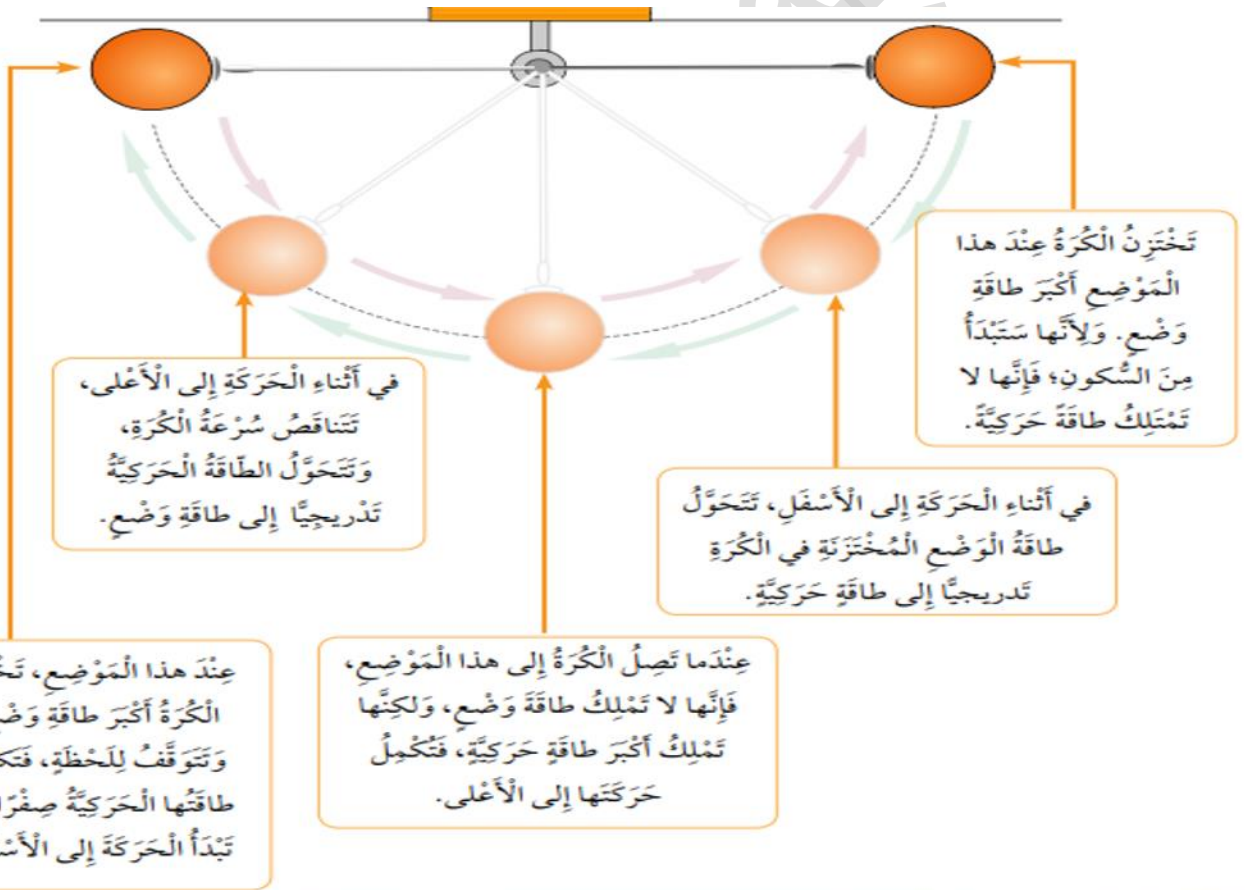 تَخْتَزِنُ الْكُرَةُ عِنْدَ هذا
الْمَوْضِعِ أَكْبَرَ طاقَةِ
وَضْعٍ. وَلِأَنَّها سَتَبْدَأُ
مِنَ السُّكونِ؛ فَإِنَّها لا
تَمْتَلِكُ طاقَةً حَرَكِيَّةً.
في أَثْناءِ الْحَرَكَةِ إِلى الْأَسْفَلِ، تَتَحَوَّلُ
طاقَةُ الْوَضْعِ الْمُخْتَزَنَةِ في الْكُرَةِ
تَدريجيًّا إِلى طاقَةٍ حَرَكِيَّةٍ.
عِنْدَما تَصِلُ الْكُرَةُ إِلى هذا الْمَوْضِعِ،
فَإِنَّها لا تَمْلِكُ طاقَةَ وَضْعٍ، وَلكِنَّها
تَمْلِكُ أَكْبَرَ طاقَةٍ حَرَكِيَّةٍ، فَتُكْمِلُ
حَرَكَتَها إِلى الْأَعْلى.
في أَثْناءِ الْحَرَكَةِ إِلى الْأَعْلى،
تَتَناقَصُ سُرْعَةُ الْكُرَةِ،
وَتَتَحَوَّلُ الطّاقَةُ الْحَرَكِيَّةُ
تَدْريجِيًّا إِلى طاقَةِ وَضْعٍ.
عِنْدَ هذا الْمَوْضِعِ،
الْكُرَةُ أَكْبَرَ طاقَةِ
وَتَتَوَقَّفُ لِلَحْظَةٍ،
طاقَتُها الْحَرَكِيَّةُ صِفْرًا
تَبْدَأُ الْحَرَكَةَ إِلى